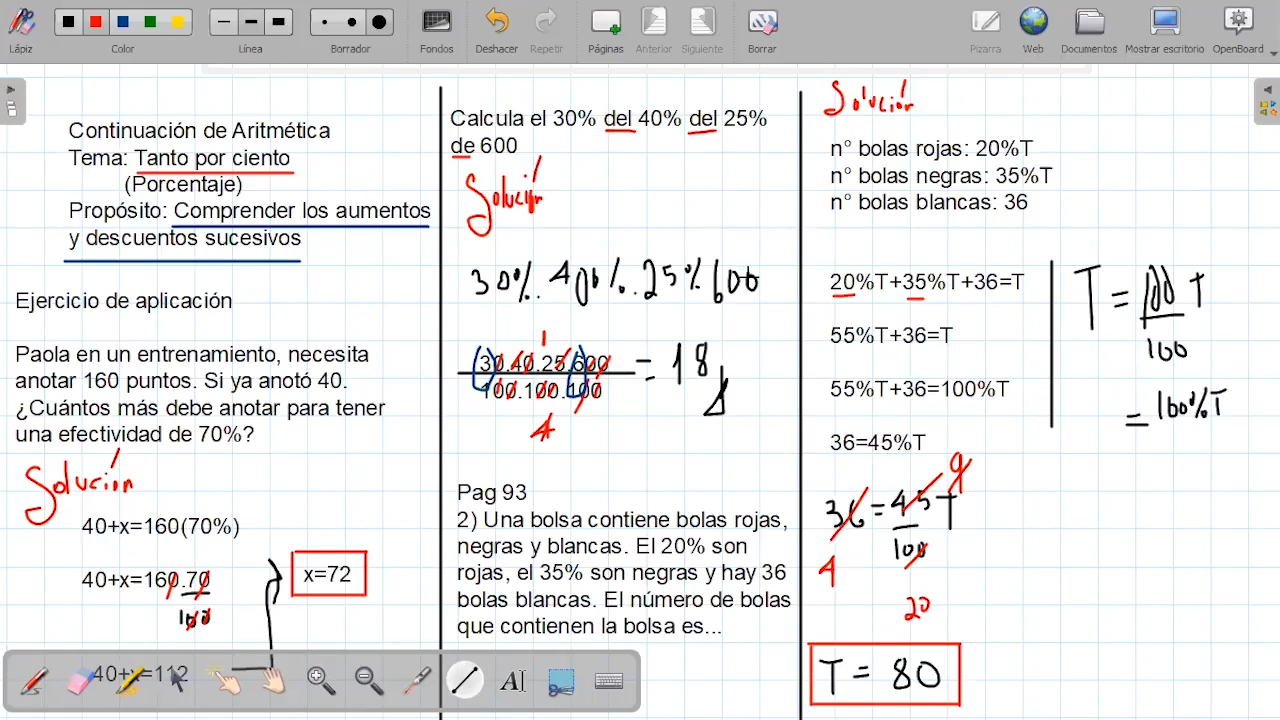 Lápiz
Color
Línea
Borrador
Fondos
Deshacer
Repetir
Páginas
Anterior
Siguiente
Borrar
Pizarra
Web
Documentos
Mostrar escritorio
OpenBoard
Continuación de Aritmética
Tema: Tanto por ciento
(Porcentaje)
Propósito: Comprender los aumentos
y descuentos sucesivos
Ejercicio de aplicación
Paola en un entrenamiento, necesita
anotar 160 puntos. Si ya anotó 40.
¿Cuántos más debe anotar para tener
una efectividad de 70%?
Solución
40+x=160(70%)
40+x=160.70
100
x=72
40+x=112
Calcula el 30% del 40% del 25%
de 600
Solución
30%.40%.25%600
30.40.25.600
100.100.100
= 18
1
4
Pag 93
2) Una bolsa contiene bolas rojas,
negras y blancas. El 20% son
rojas, el 35% son negras y hay 36
bolas blancas. El número de bolas
que contienen la bolsa es...
Solución
n° bolas rojas: 20%T
n° bolas negras: 35%T
n° bolas blancas: 36
20%T+35%T+36=T
55%T+36=T
55%T+36=100%T
36=45%T
36=45T
100
9
4
20
T= 80
T = 100 T
100
= 100%T
AI